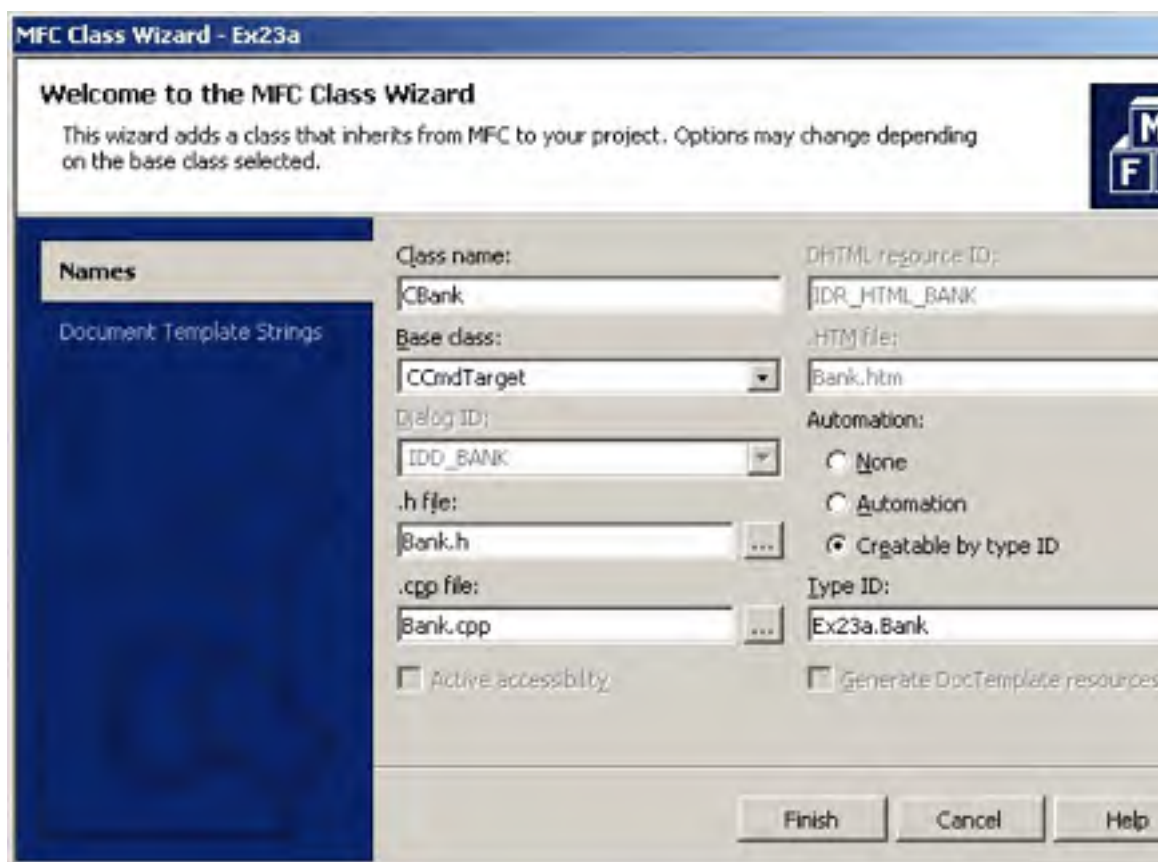 MFC Class Wizard - Ex23a
Welcome to the MFC Class Wizard
This wizard adds a class that inherits from MFC to your project. Options may change depending
on the base class selected.
M
F
Names
Document Template Strings
Class name:
CBank
Base class:
CCmdTarget
Dialog ID:
IDD_BANK
.h file:
Bank.h
...
.cpp file:
Bank.cpp
...
Active accessibilty
DHTML resource ID:
IDR_HTML_BANK
.HTM file:
Bank.htm
Automation:
None
Automation
Creatable by type ID
Type ID:
Ex23a.Bank
Generate DocTemplate resources
Finish
Cancel
Help